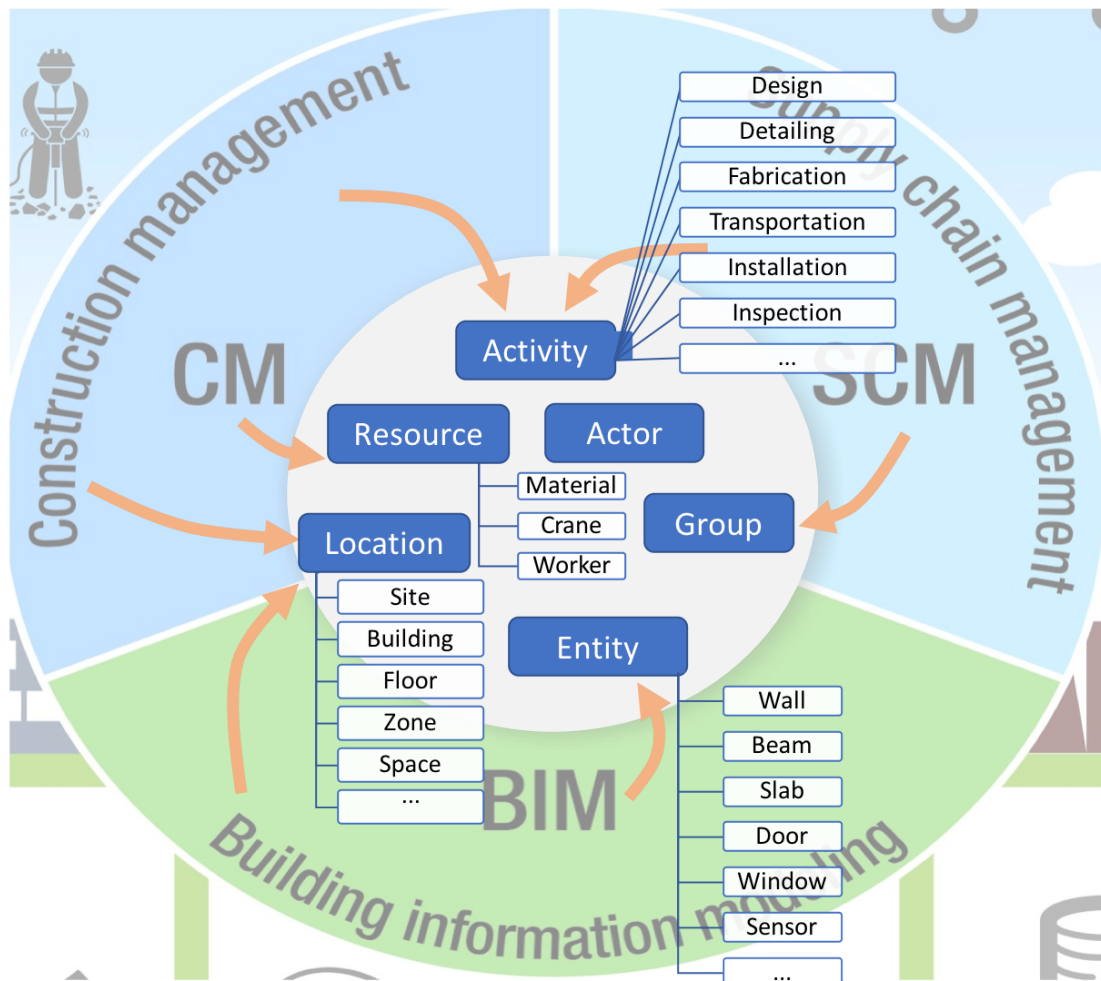 Construction management
CM
Supply chain management
SCM
Design
Detailing
Fabrication
Transportation
Installation
Inspection
...
Activity
Resource
Actor
Material
Crane
Worker
Group
Location
Site
Building
Floor
Zone
Space
...
Entity
Wall
Beam
Slab
Door
Window
Sensor
...
BIM
Building information modeling